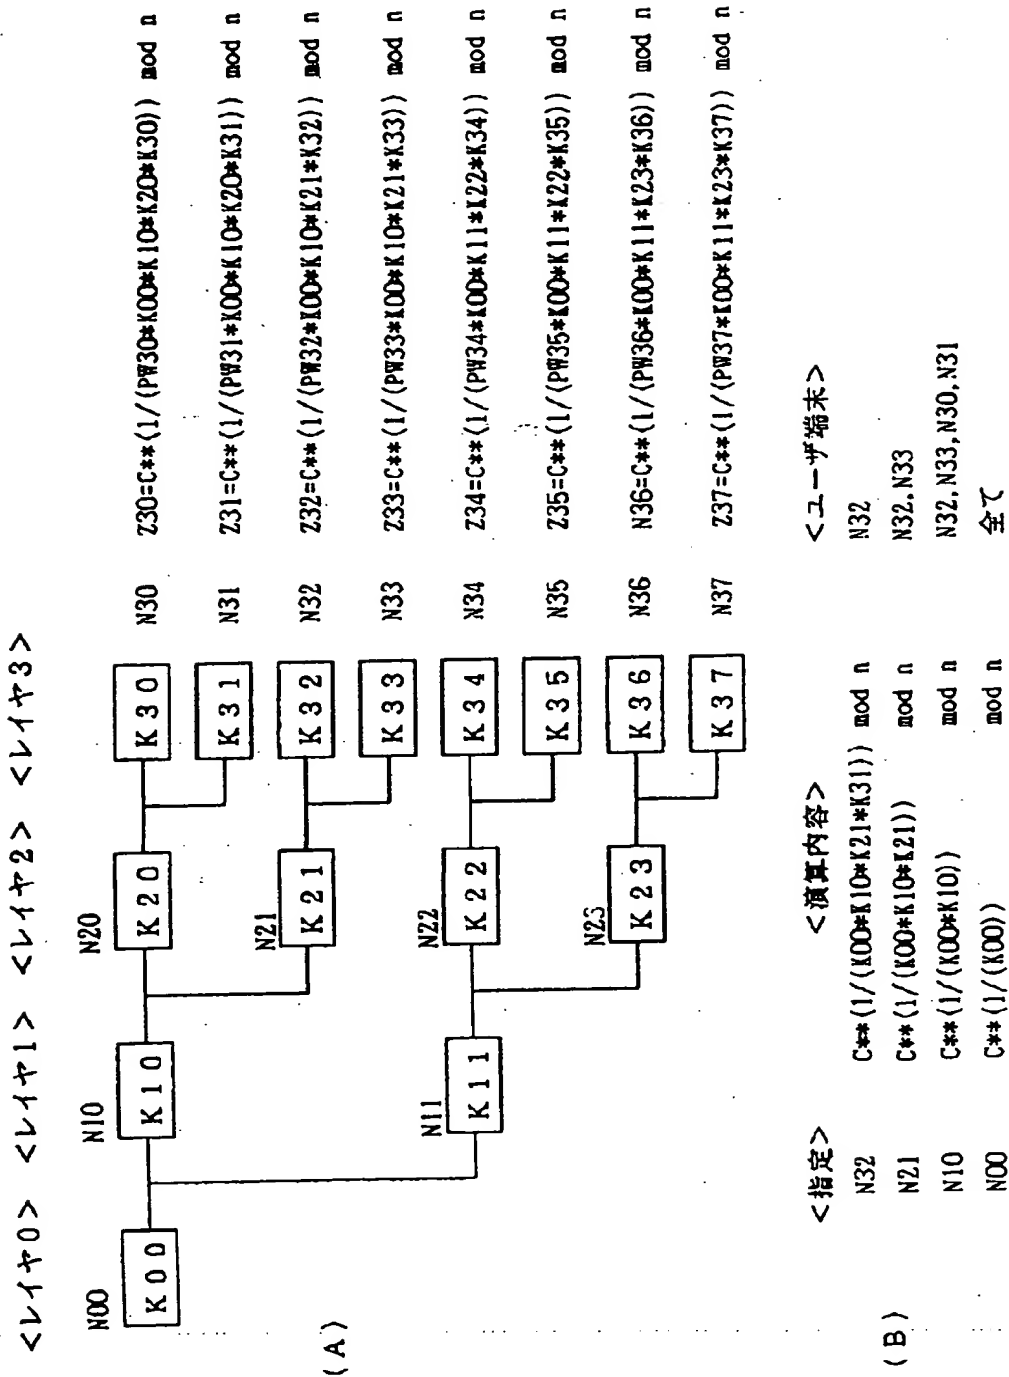 <レイヤ0> <レイヤ1> <レイヤ2> <レイヤ3>
(A)
N00
K00
N10
K10
N11
K11
N20
K20
N21
K21
N22
K22
N23
K23
K30 N30 Z30=C**(1/(PW30*K00*K10*K20*K30)) mod n
K31 N31 Z31=C**(1/(PW31*K00*K10*K20*K31)) mod n
K32 N32 Z32=C**(1/(PW32*K00*K10*K21*K32)) mod n
K33 N33 Z33=C**(1/(PW33*K00*K10*K21*K33)) mod n
K34 N34 Z34=C**(1/(PW34*K00*K11*K22*K34)) mod n
K35 N35 Z35=C**(1/(PW35*K00*K11*K22*K35)) mod n
K36 N36 N36=C**(1/(PW36*K00*K11*K23*K36)) mod n
K37 N37 Z37=C**(1/(PW37*K00*K11*K23*K37)) mod n
(B)
<指定> <演算内容> <ユーザ端末>
N32 C**(1/(K00*K10*K21*K31)) mod n N32
N21 C**(1/(K00*K10*K21)) mod n N32,N33
N10 C**(1/(K00*K10)) mod n N32,N33,N30,N31
N00 C**(1/(K00)) mod n 全て